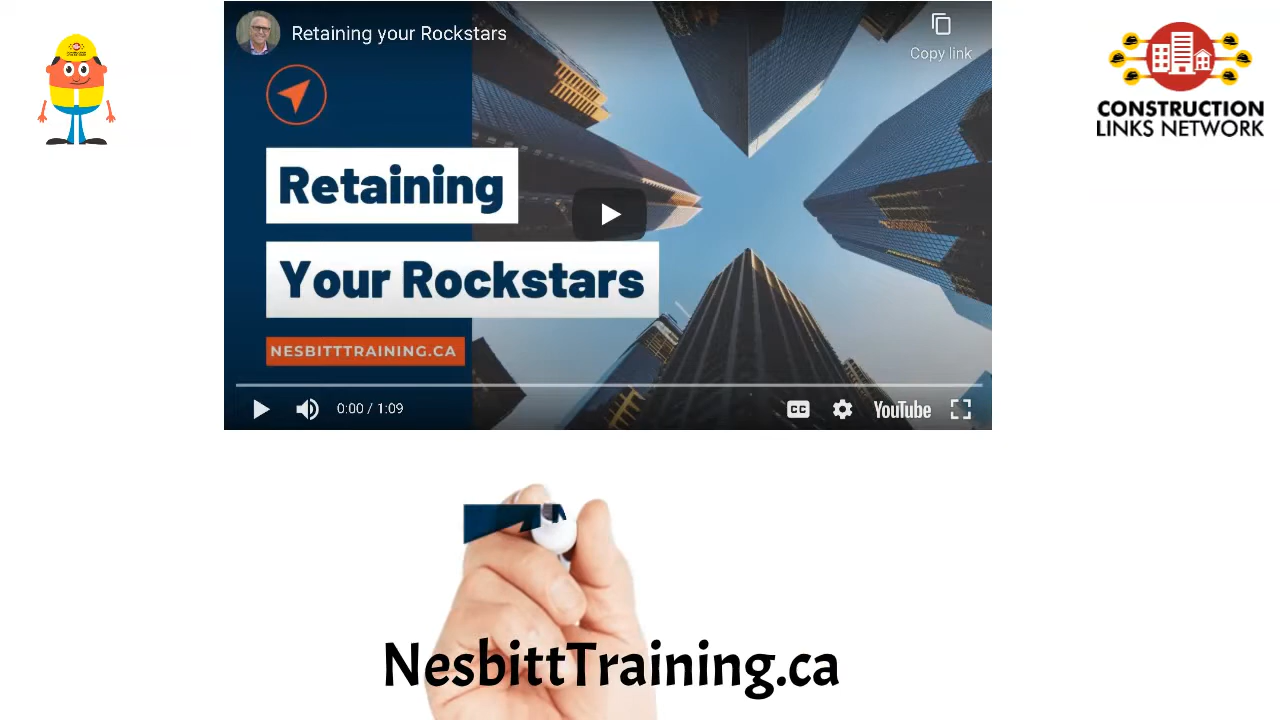 Retaining your Rockstars
Copy link
CONSTRUCTION
LINKS NETWORK
Retaining
Your Rockstars
NESBITTTRAINING.CA
0:00 / 1:09
CC
YouTube
NesbittTraining.ca